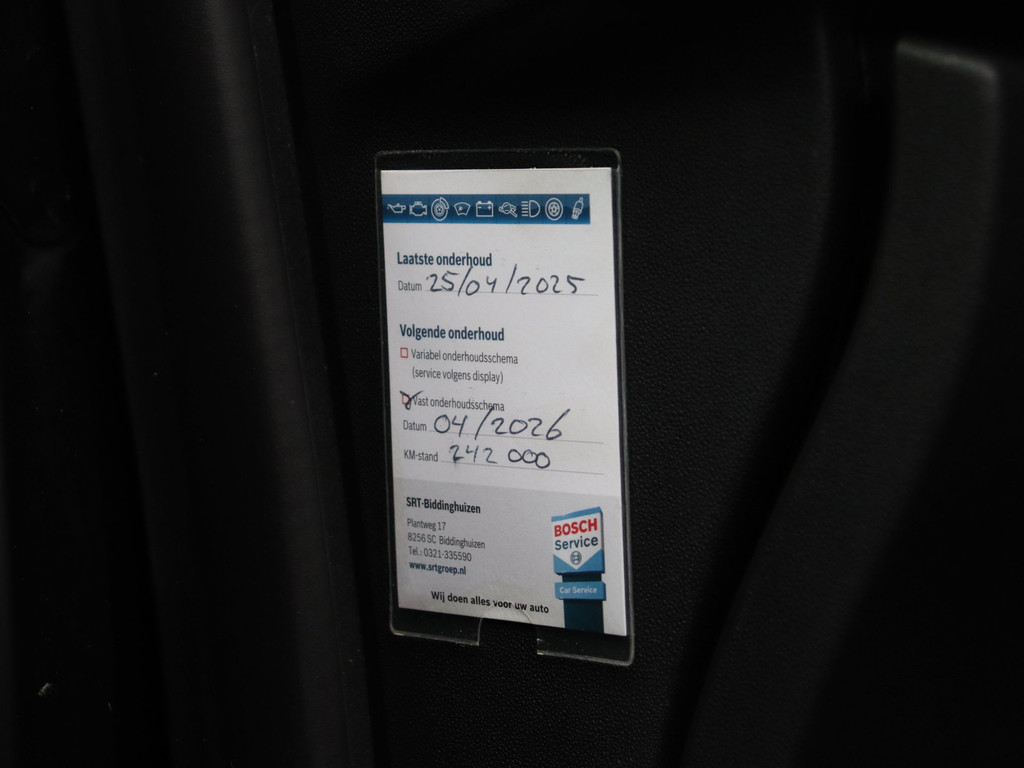 Laatste onderhoud
Datum 25/04/2025
Volgende onderhoud
Variabel onderhoudsschema
(service volgens display)
Vast onderhoudsschema
Datum 04/2026
KM-stand 242 000
SRT-Biddinghuizen
Plantweg 17
8256 SC Biddinghuizen
Tel.: 0321-335590
www.srtgroep.nl
BOSCH
Service
Car Service
Wij doen alles voor uw auto